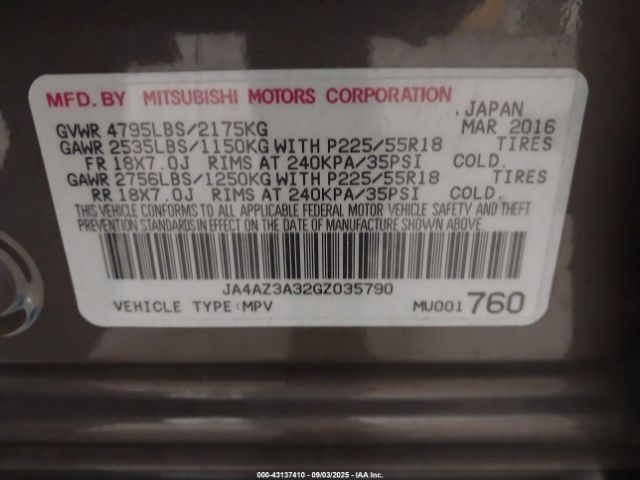 MFD. BY MITSUBISHI MOTORS CORPORATION
, JAPAN
GVWR 4795LBS/2175KG MAR 2016
GAWR 2535LBS/1150KG WITH P225/55R18 TIRES
FR 18X7.0J RIMS AT 240KPA/35PSI COLD.
GAWR 2756LBS/1250KG WITH P225/55R18 TIRES
RR 18X7.0J RIMS AT 240KPA/35PSI COLD.
THIS VEHICLE CONFORMS TO ALL APPLICABLE FEDERAL MOTOR VEHICLE SAFETY AND THEFT
PREVENTION STANDARDS IN EFFECT ON THE DATE OF MANUFACTURE SHOWN ABOVE.
JA4AZ3A32GZ035790
VEHICLE TYPE:MPV MU001 760
000-43137410 - 09/03/2025 - IAA Inc.